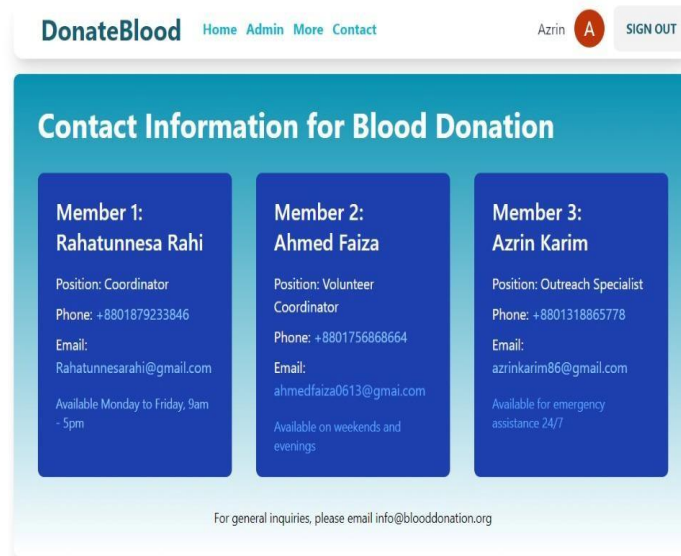 DonateBlood Home Admin More Contact Azrin A SIGN OUT
Contact Information for Blood Donation
Member 1:
Rahatunnesa Rahi
Position: Coordinator
Phone: +8801879233846
Email:
Rahatunnesarahi@gmail.com
Available Monday to Friday, 9am
- 5pm
Member 2:
Ahmed Faiza
Position: Volunteer
Coordinator
Phone: +8801756868664
Email:
ahmedfaiza0613@gmai.com
Available on weekends and
evenings
Member 3:
Azrin Karim
Position: Outreach Specialist
Phone: +8801318865778
Email:
azrinkarim86@gmail.com
Available for emergency
assistance 24/7
For general inquiries, please email info@blooddonation.org